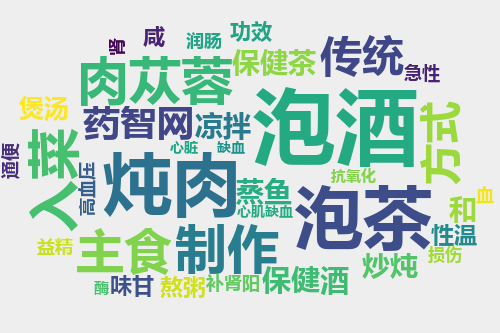 肾
咸
润肠
功效
肉苁蓉
保健茶
传统
急性
煲汤
药智网
凉拌
泡酒
方式
通便
入菜
心脏
缺血
高血压
炖肉
蒸鱼
抗氧化
血
心肌缺血
泡茶
和
益精
主食
制作
性温
损伤
酶
味甘
熬粥
补肾阳
保健酒
炒炖